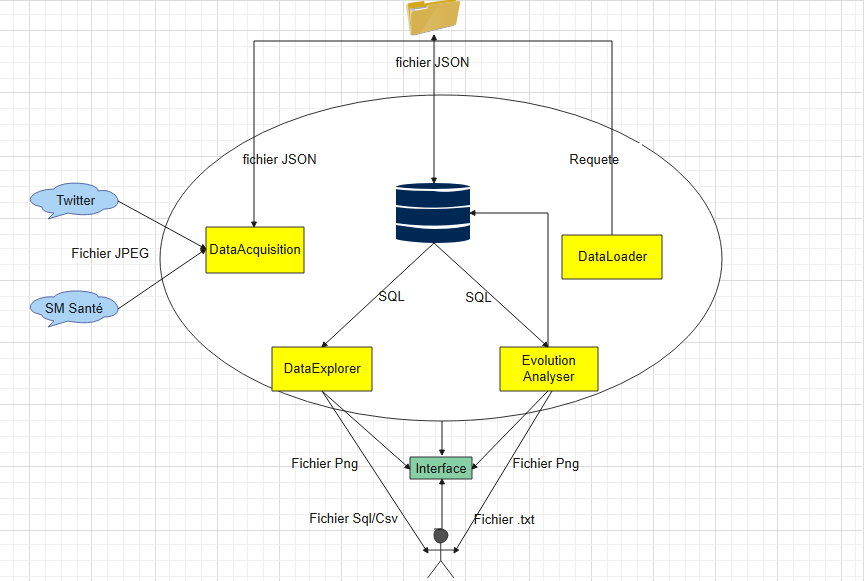 fichier JSON
fichier JSON
Requete
Twitter
Fichier JPEG
DataAcquisition
DataLoader
SM Santé
SQL
SQL
DataExplorer
Evolution
Analyser
Fichier Png
Interface
Fichier Png
Fichier Sql/Csv
Fichier .txt